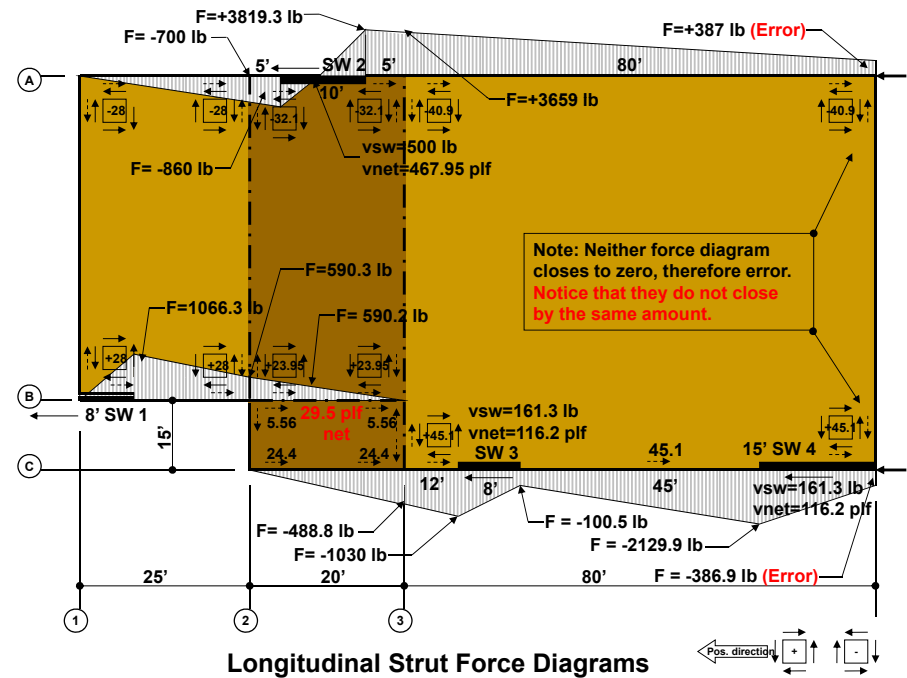 F=+3819.3 lb
F= -700 lb
F=+387 lb (Error)
5’
SW 2
5’
80’
A
10’
-28
-28
-32.1
-32.1
-40.9
-40.9
F=+3659 lb
vsw=500 lb
vnet=467.95 plf
F= -860 lb
Note: Neither force diagram
closes to zero, therefore error.
Notice that they do not close
by the same amount.
F=590.3 lb
F=1066.3 lb
F= 590.2 lb
+28
+28
+23.95
+23.95
B
8’ SW 1
15’
5.56
29.5 plf
net
5.56
24.4
24.4
+45.1
+45.1
vsw=161.3 lb
vnet=116.2 plf
SW 3
45.1
15’ SW 4
C
12’
8’
45’
vsw=161.3 lb
vnet=116.2 plf
F= -488.8 lb
F= -1030 lb
F = -100.5 lb
F = -2129.9 lb
F = -386.9 lb (Error)
25’
20’
80’
1
2
3
Longitudinal Strut Force Diagrams
Pos. direction
+
-